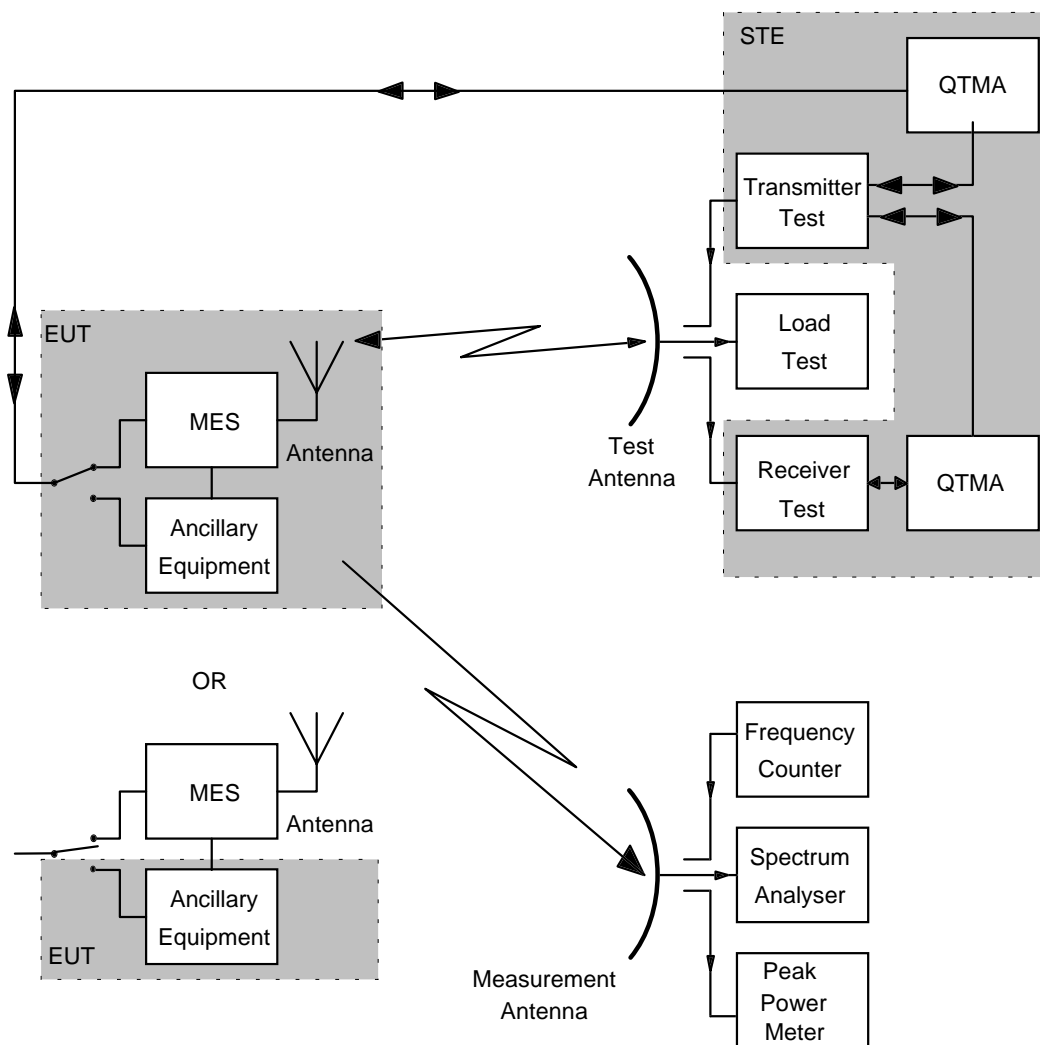 STE
QTMA
Transmitter
Test
EUT
Load
Test
MES
Antenna
Test
Antenna
Receiver
Test
QTMA
Ancillary
Equipment
OR
Frequency
Counter
MES
Antenna
Spectrum
Analyser
Ancillary
Equipment
EUT
Measurement
Antenna
Peak
Power
Meter